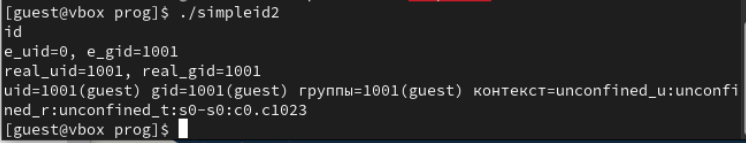 [guest@vbox prog]$ ./simpleid2
id
e_uid=0, e_gid=1001
real_uid=1001, real_gid=1001
uid=1001(guest) gid=1001(guest) группы=1001(guest) контекст=unconfined_u:unconfi
ned_r:unconfined_t:s0-s0:c0.c1023
[guest@vbox prog]$